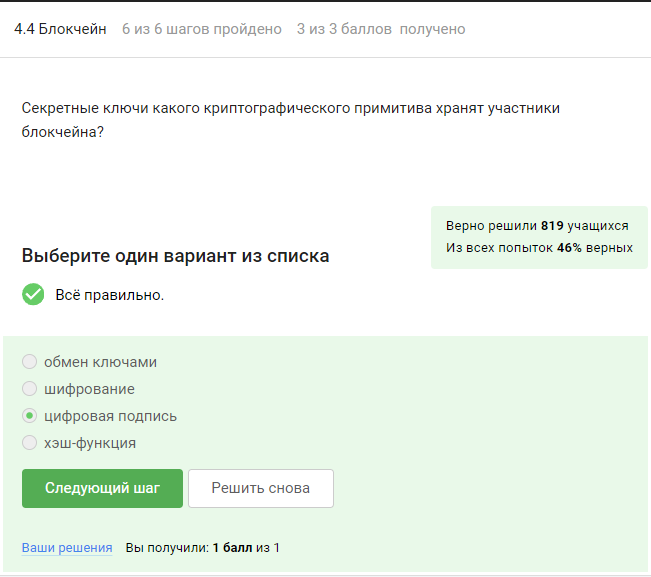 4.4 Блокчейн 6 из 6 шагов пройдено 3 из 3 баллов получено
Секретные ключи какого криптографического примитива хранят участники
блокчейна?
Верно решили 819 учащихся
Из всех попыток 46% верных
Выберите один вариант из списка
Всё правильно.
обмен ключами
шифрование
цифровая подпись
хэш-функция
Следующий шаг Решить снова
Ваши решения Вы получили: 1 балл из 1